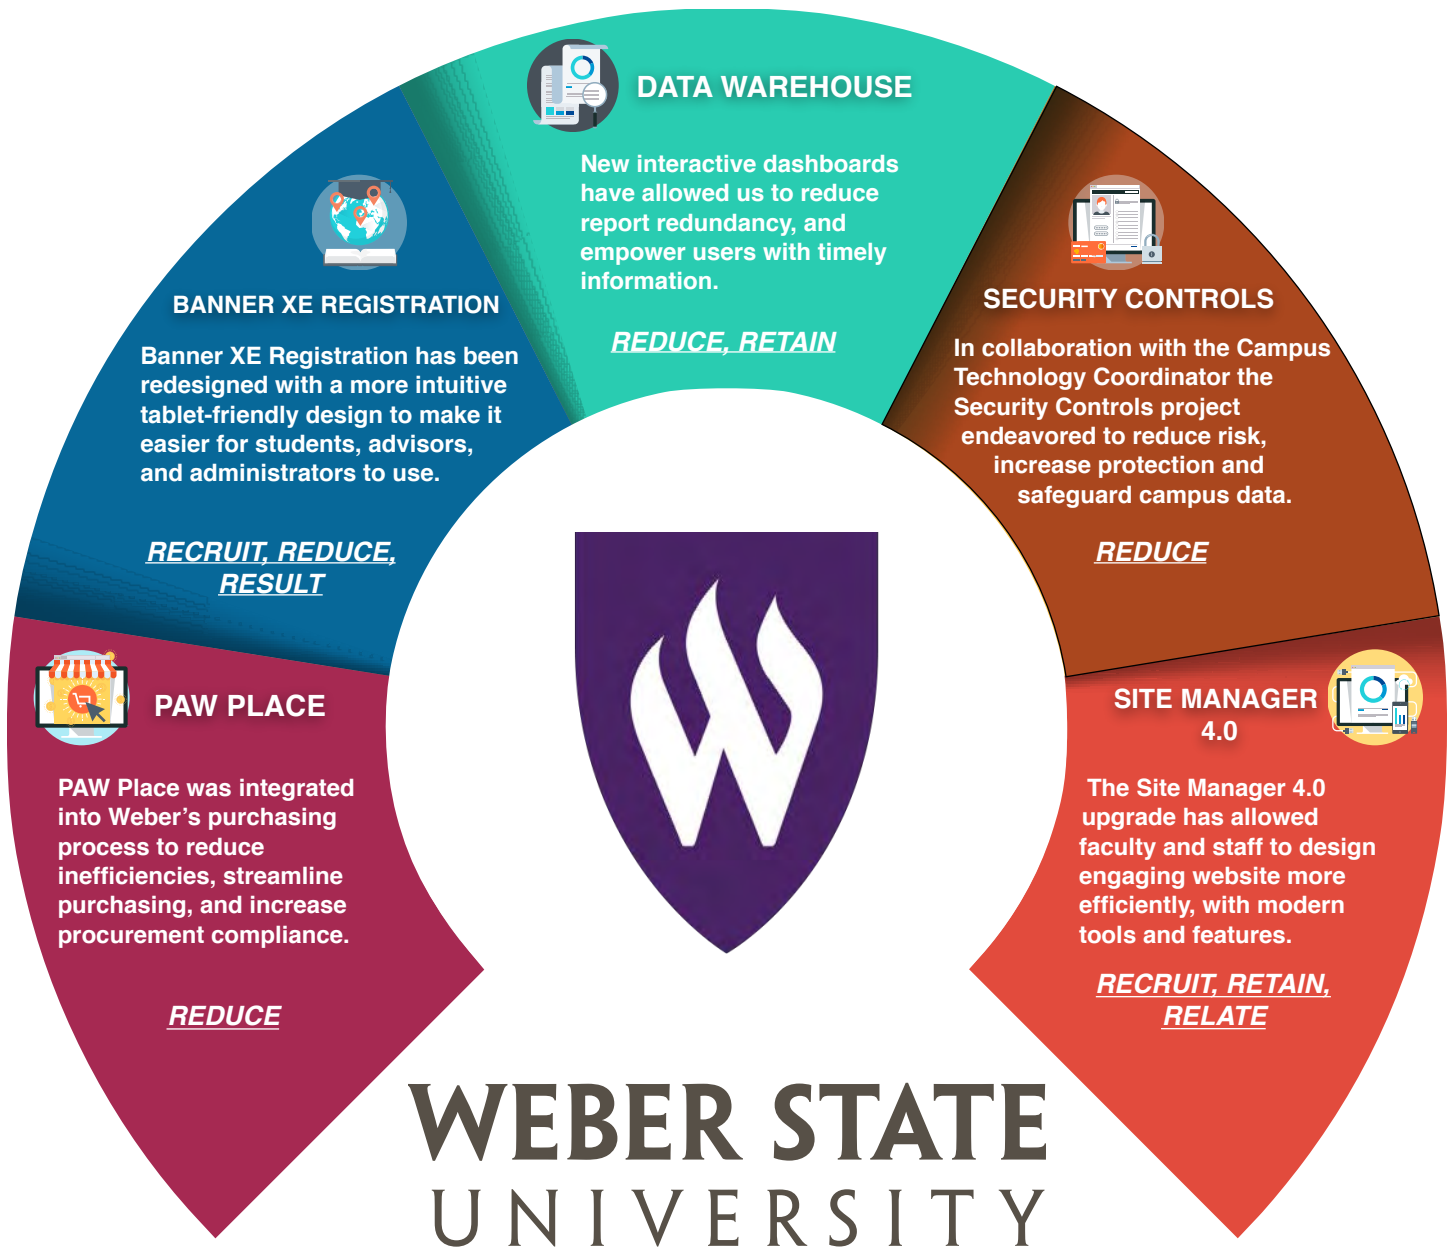 PAW PLACE
PAW Place was integrated
into Weber’s purchasing
process to reduce
inefficiencies, streamline
purchasing, and increase
procurement compliance.
REDUCE
BANNER XE REGISTRATION
Banner XE Registration has been
redesigned with a more intuitive
tablet-friendly design to make it
easier for students, advisors,
and administrators to use.
RECRUIT, REDUCE,
RESULT
DATA WAREHOUSE
New interactive dashboards
have allowed us to reduce
report redundancy, and
empower users with timely
information.
REDUCE, RETAIN
SECURITY CONTROLS
In collaboration with the Campus
Technology Coordinator the
Security Controls project
endeavored to reduce risk,
increase protection and
safeguard campus data.
REDUCE
SITE MANAGER
4.0
The Site Manager 4.0
upgrade has allowed
faculty and staff to design
engaging website more
efficiently, with modern
tools and features.
RECRUIT, RETAIN,
RELATE
WEBER STATE
UNIVERSITY